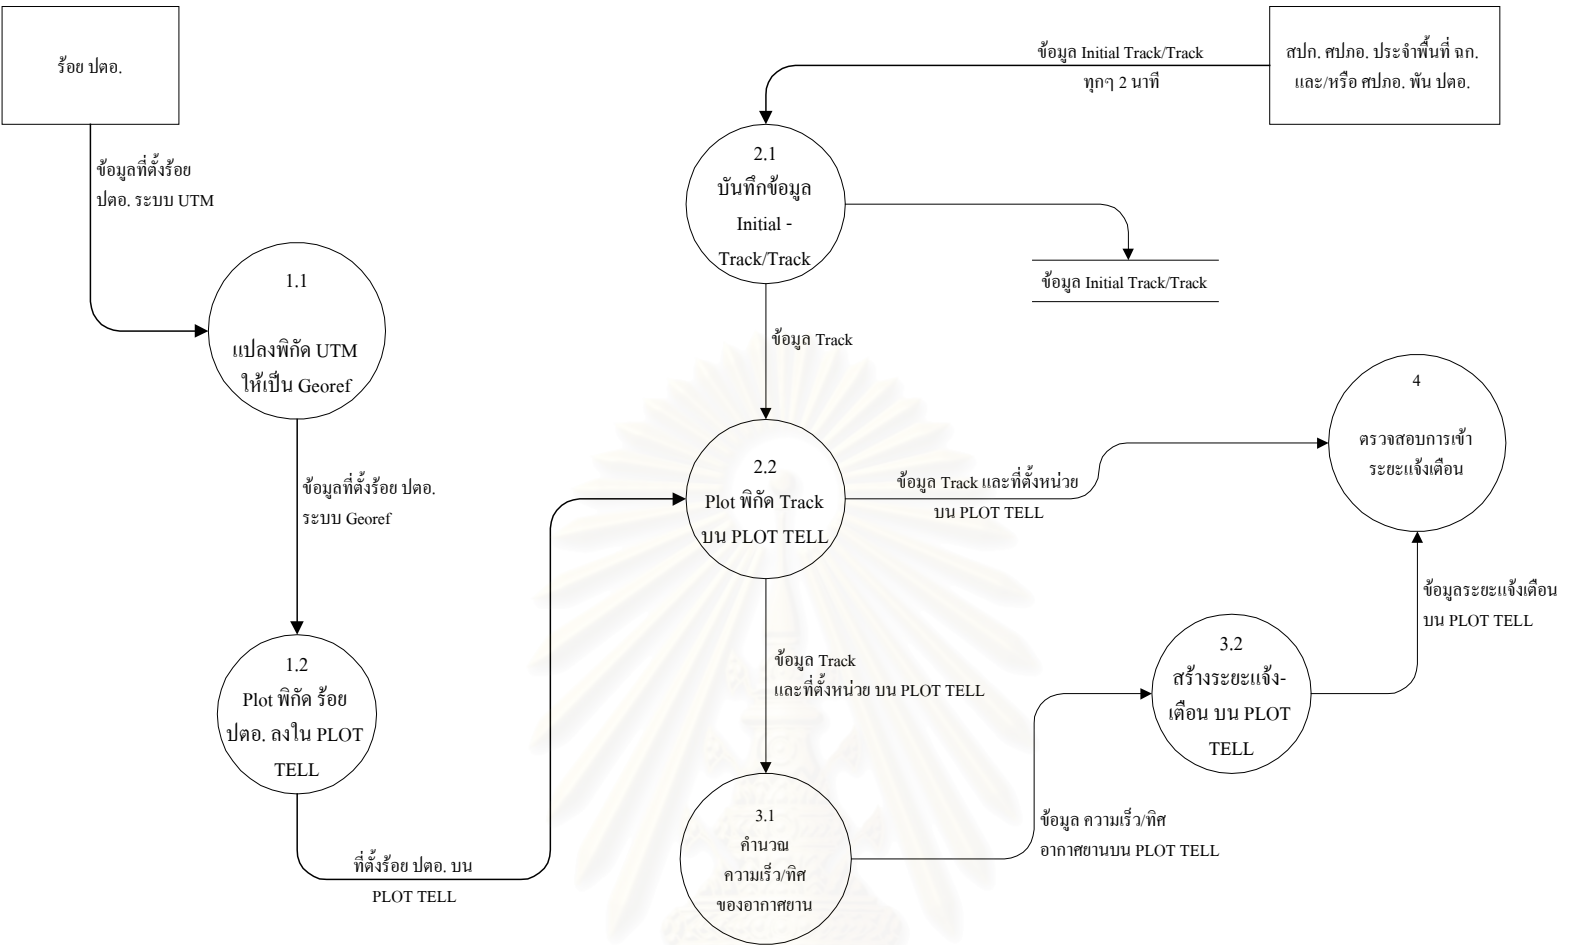 ร้อย ปตอ.
ข้อมูล Initial Track/Track
ทุกๆ 2 นาที
สปก. ศปภอ. ประจำพื้นที่ ฉก.
และ/หรือ ศปภอ. พัน ปตอ.
ข้อมูลที่ตั้งร้อย
ปตอ. ระบบ UTM
2.1
บันทึกข้อมูล
Initial -
Track/Track
ข้อมูล Initial Track/Track
1.1
แปลงพิกัด UTM
ให้เป็น Georef
ข้อมูล Track
4
ตรวจสอบการเข้า
ระยะแจ้งเตือน
ข้อมูลที่ตั้งร้อย ปตอ.
ระบบ Georef
2.2
Plot พิกัด Track
บน PLOT TELL
ข้อมูล Track และที่ตั้งหน่วย
บน PLOT TELL
ข้อมูลระยะแจ้งเตือน
บน PLOT TELL
1.2
Plot พิกัด ร้อย
ปตอ. ลงใน PLOT
TELL
ข้อมูล Track
และที่ตั้งหน่วย บน PLOT TELL
3.2
สร้างระยะแจ้ง-
เตือน บน PLOT
TELL
3.1
คำนวณ
ความเร็ว/ทิศ
ของอากาศยาน
ข้อมูล ความเร็ว/ทิศ
อากาศยานบน PLOT TELL
ที่ตั้งร้อย ปตอ. บน
PLOT TELL